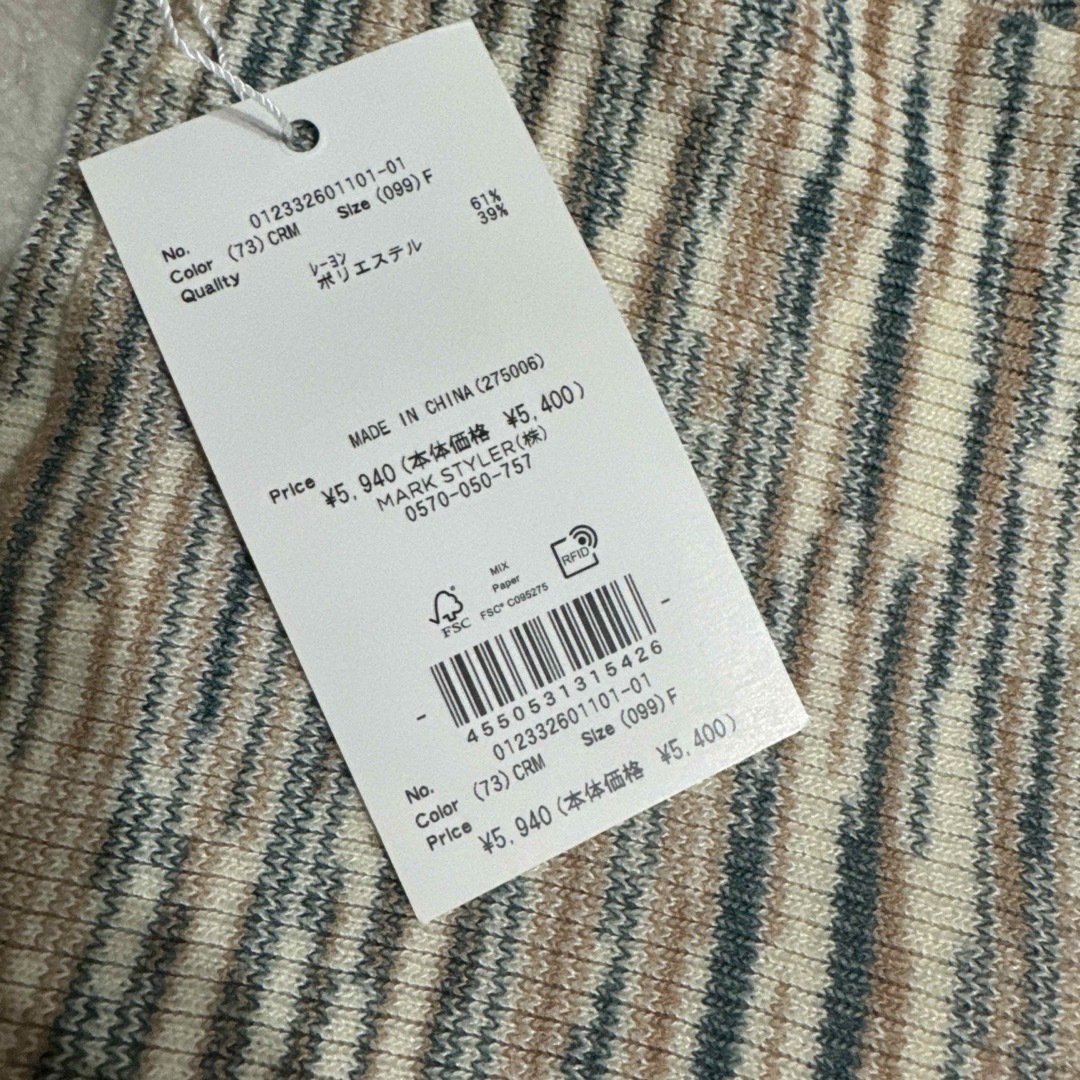 No. 012332601101-01
Color (73)CRM Size (099)F
Quality ﾚｰﾖﾝ 61%
ポリエステル 39%
MADE IN CHINA(275006)
Price ¥5,940(本体価格 ¥5,400)
MARK STYLER(株)
0570-050-757
RFID
MIX
Paper
FSC® C095275
FSC
4550531315426
No. 012332601101-01
Color (73)CRM Size (099)F
Price ¥5,940(本体価格 ¥5,400)